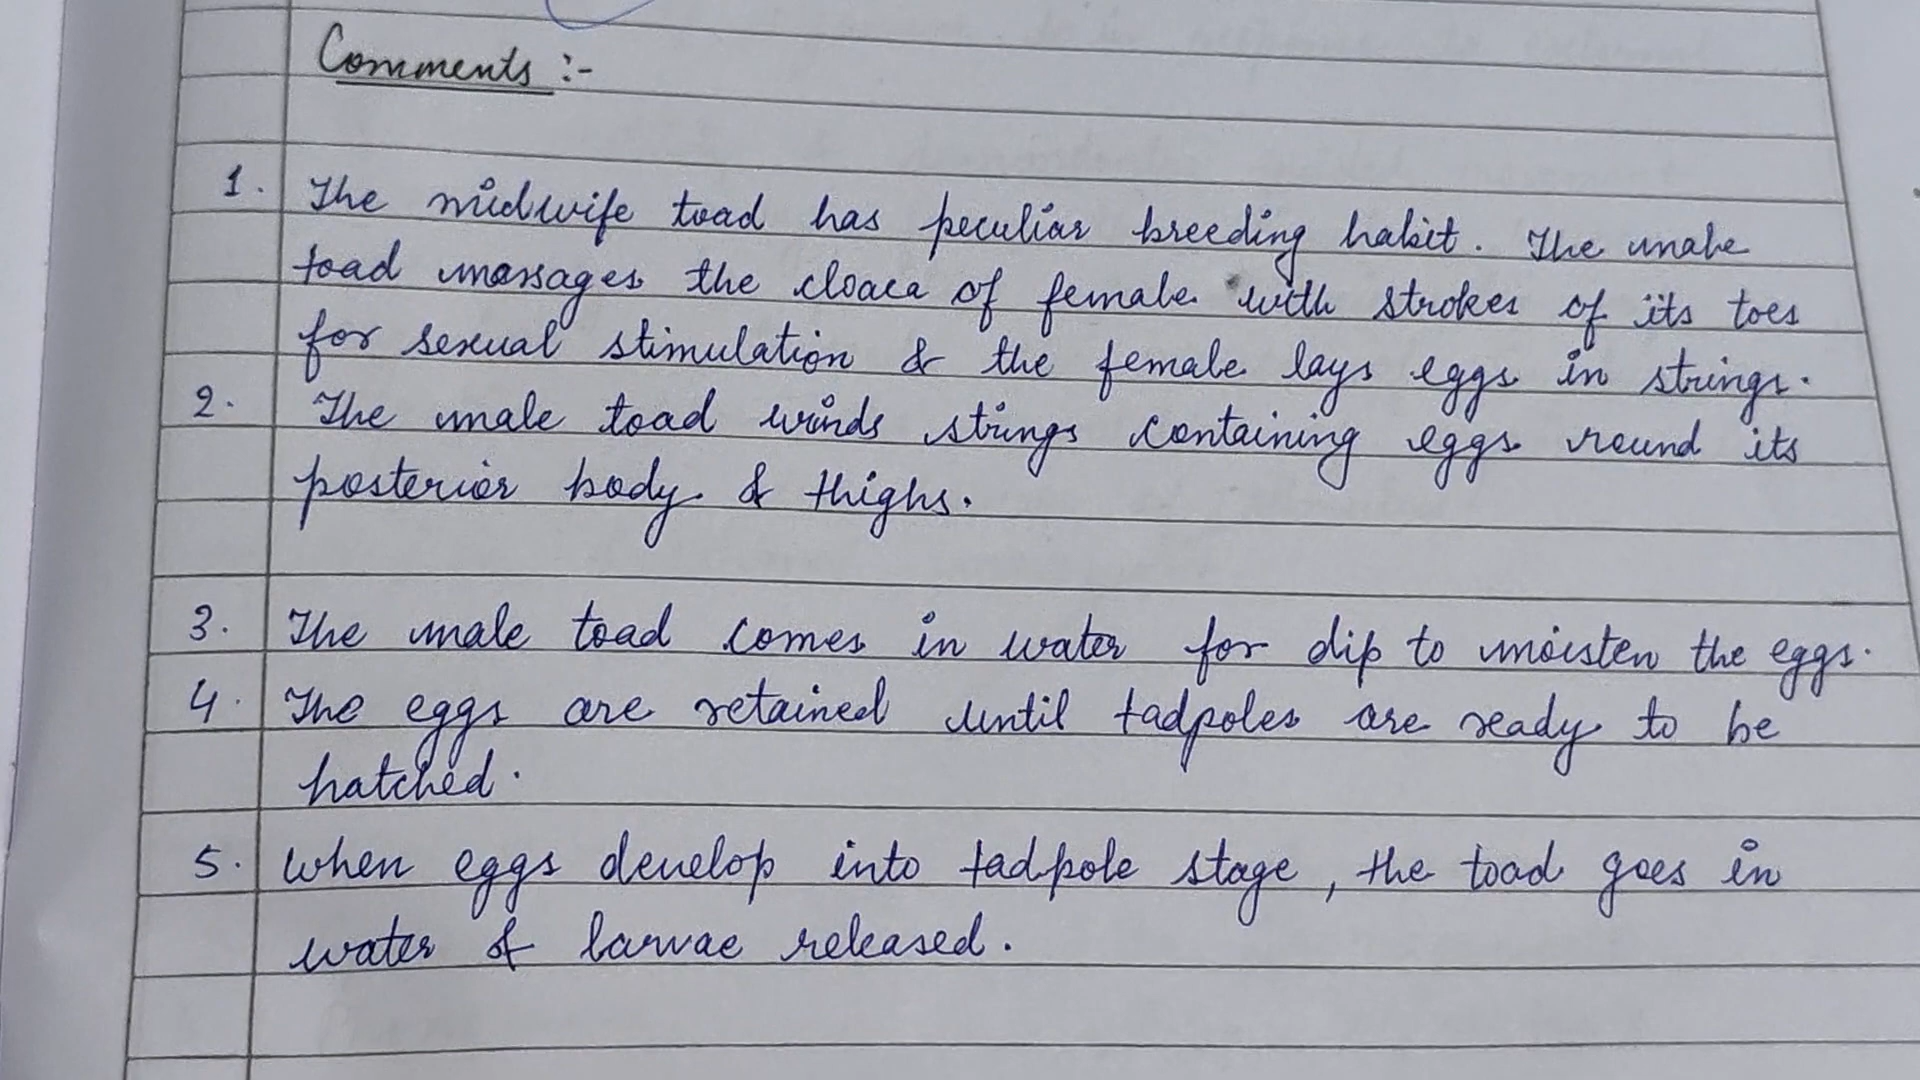 Comments :-
1. The midwife toad has peculiar breeding habit. The male
toad massages the cloaca of female with strokes of its toes
for sexual stimulation & the female lays eggs in strings.
2. The male toad winds strings containing eggs round its
posterior body & thighs.
3. The male toad comes in water for dip to moisten the eggs.
4. The eggs are retained until tadpoles are ready to be
hatched.
5. When eggs develop into tadpole stage, the toad goes in
water & larvae released.